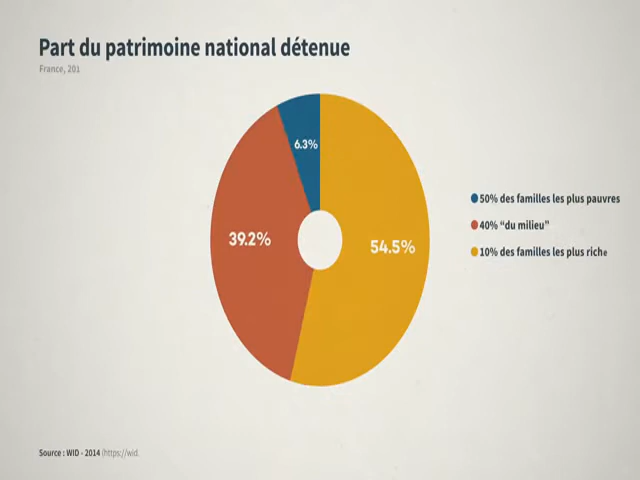 Part du patrimoine national détenue
France, 201
6.3%
39.2%
54.5%
50% des familles les plus pauvres
40% “du milieu”
10% des familles les plus riche
Source : WID - 2014 (https://wid.